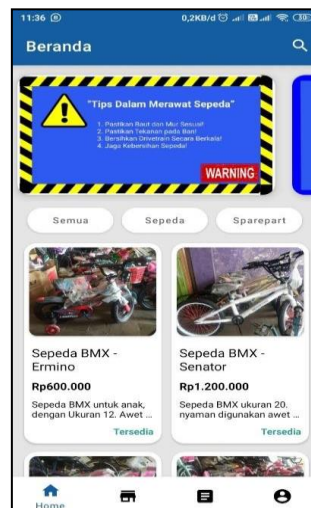 11:36
0,2KB/d
30
Beranda
"Tips Dalam Merawat Sepeda"
1. Pastikan Baut dan Mur Sesuai!
2. Pastikan Tekanan pada Ban!
3. Bersihkan Drivetrain Secara Berkala!
4. Jaga Kebersihan Sepeda!
WARNING
Semua
Sepeda
Sparepart
Sepeda BMX -
Ermino
Rp600.000
Sepeda BMX untuk anak,
dengan Ukuran 12. Awet ...
Tersedia
Sepeda BMX -
Senator
Rp1.200.000
Sepeda BMX ukuran 20.
nyaman digunakan awet ...
Tersedia
Home